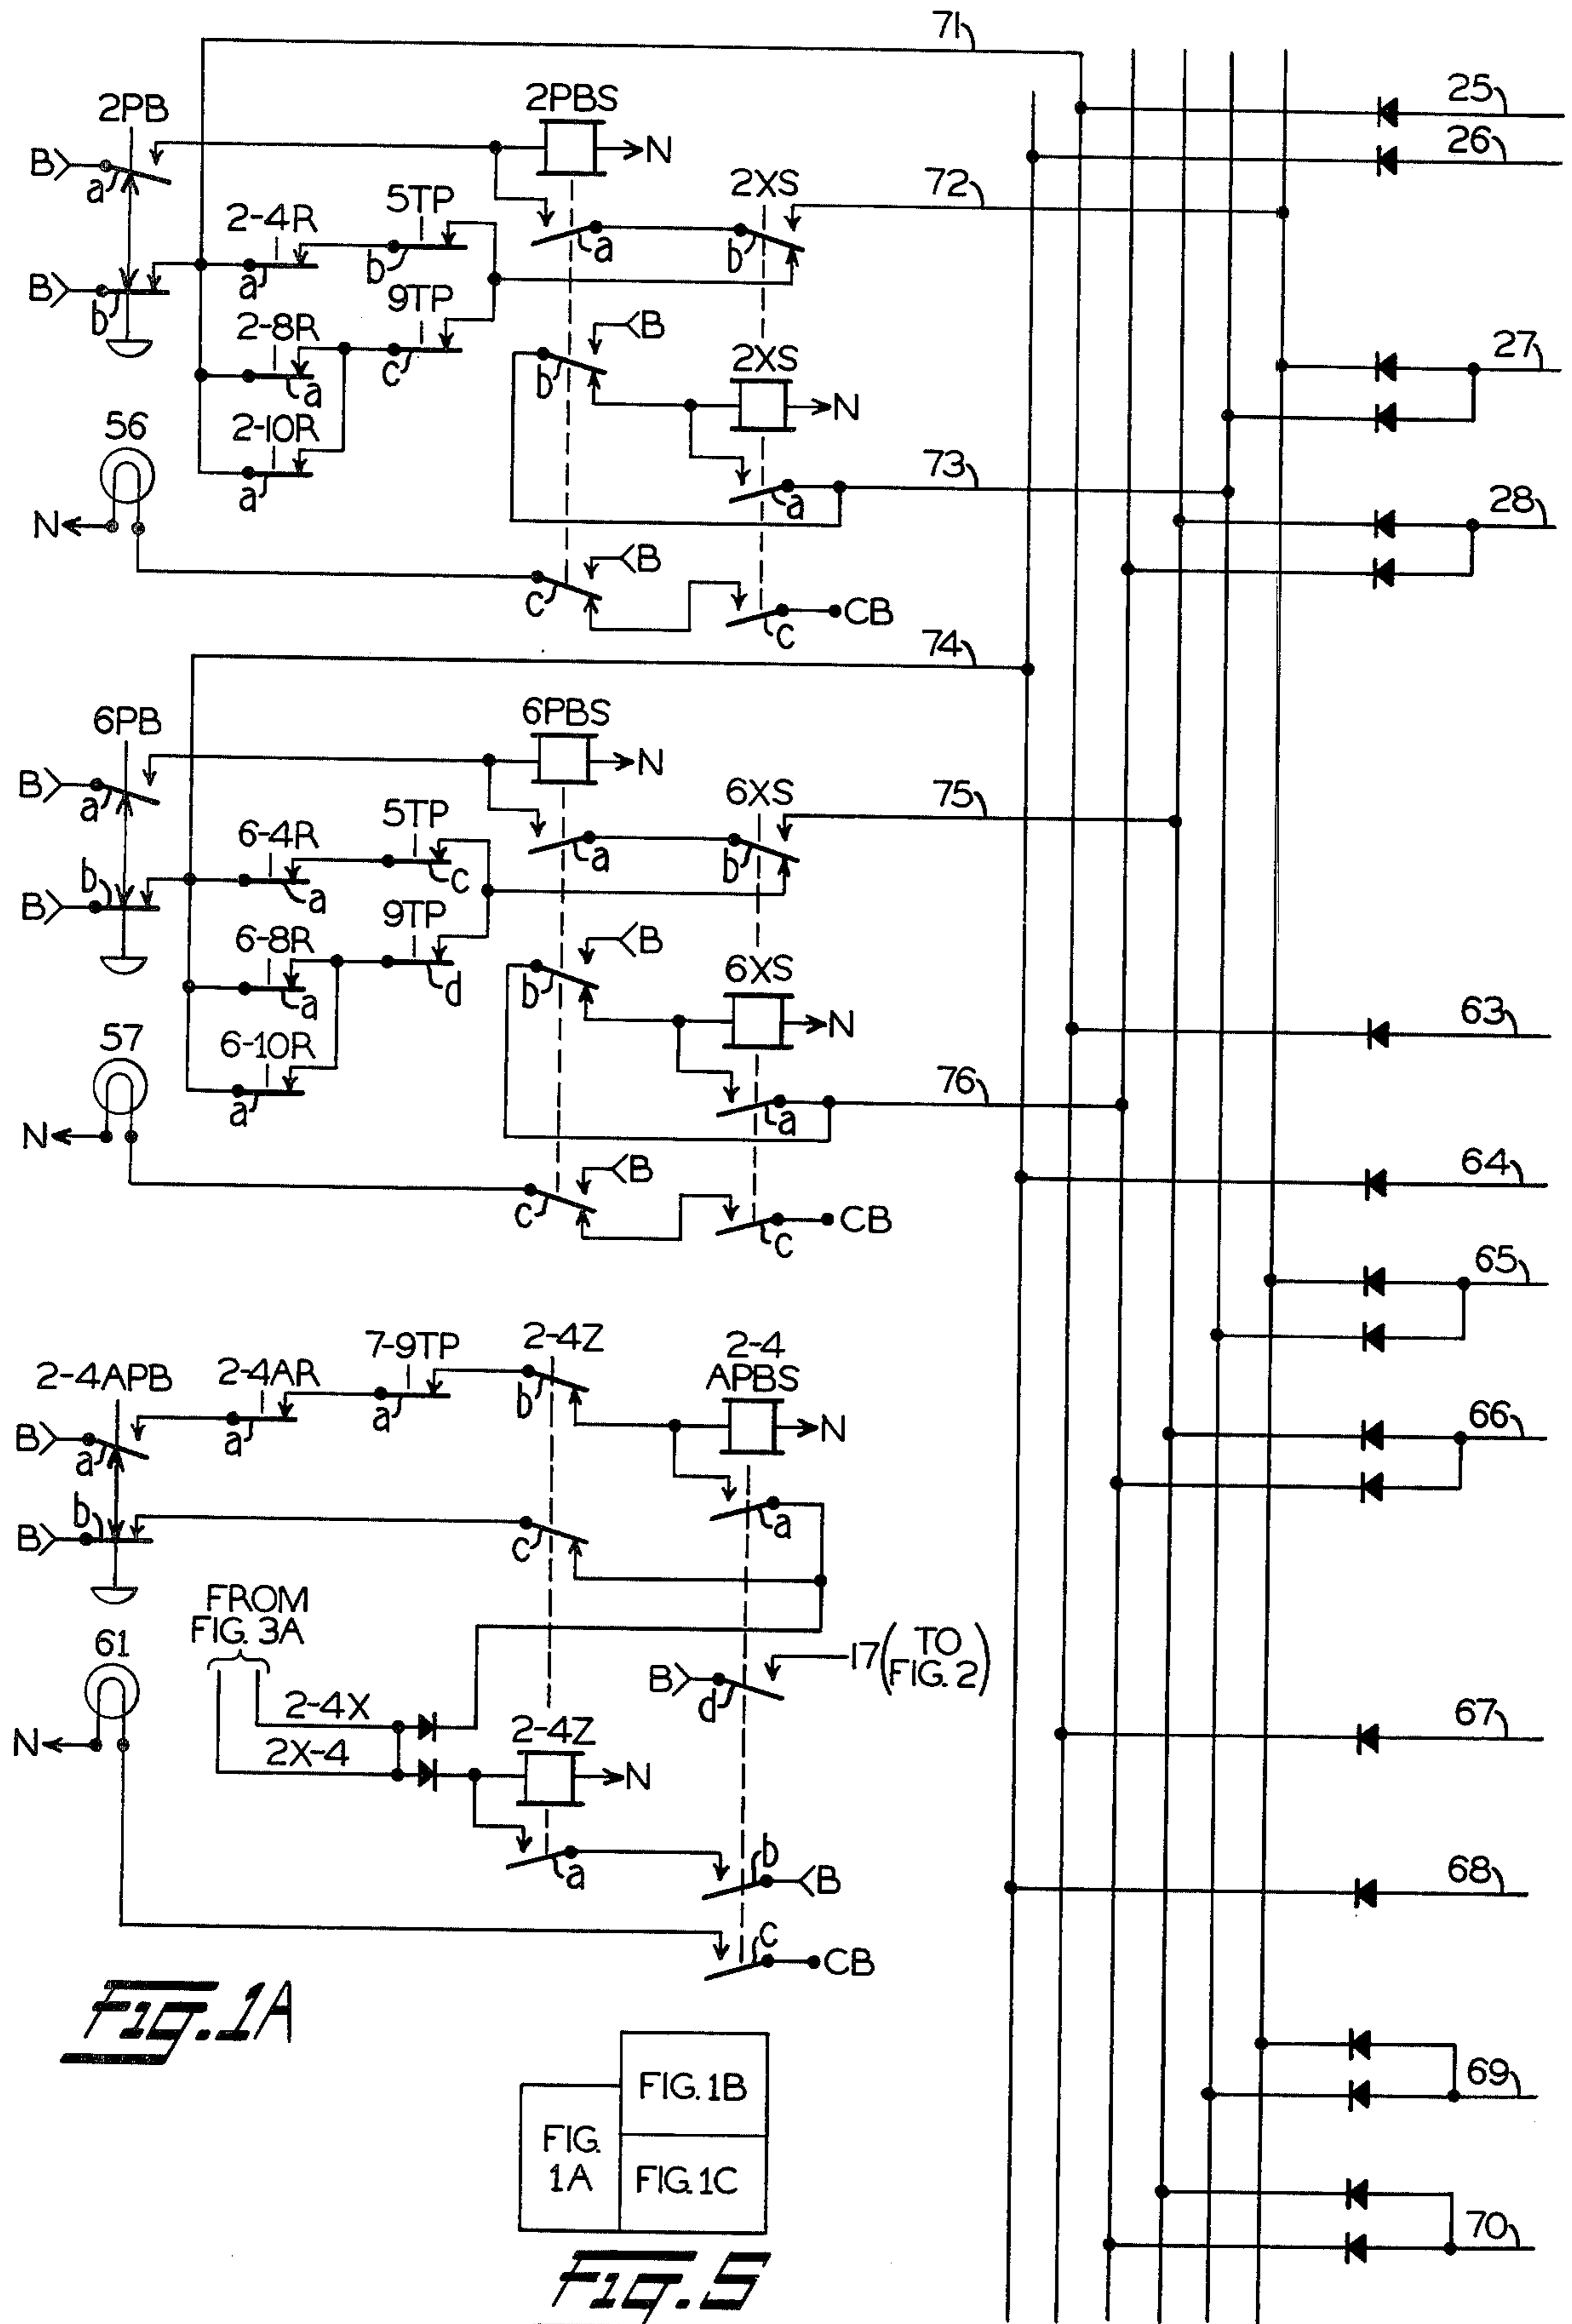 71
2PB
2PBS
25
B
N
26
a
2XS
72
5TP
2-4R
a
b
b
a
B
9TP
b
B
2-8R
2XS
27
b
c
a
N
56
2-10R
73
a
a
28
N
B
c
CB
c
74
6PB
6PBS
N
B
6XS
75
a
5TP
6-4R
a
b
b
c
a
B
9TP
B
6-8R
6XS
b
d
a
N
63
57
6-10R
76
a
a
N
B
64
c
CB
c
65
2-4Z
2-4
APBS
7-9TP
2-4APB
2-4AR
b
a
N
66
B
a
a
b
a
B
c
FROM
FIG. 3A
61
17 (TO
FIG. 2)
B
d
2-4X
67
2-4Z
N
2X-4
N
b
a
B
68
c
CB
Fig. 1A
FIG. 1B
69
FIG.
1A
FIG. 1C
70
Fig. 5